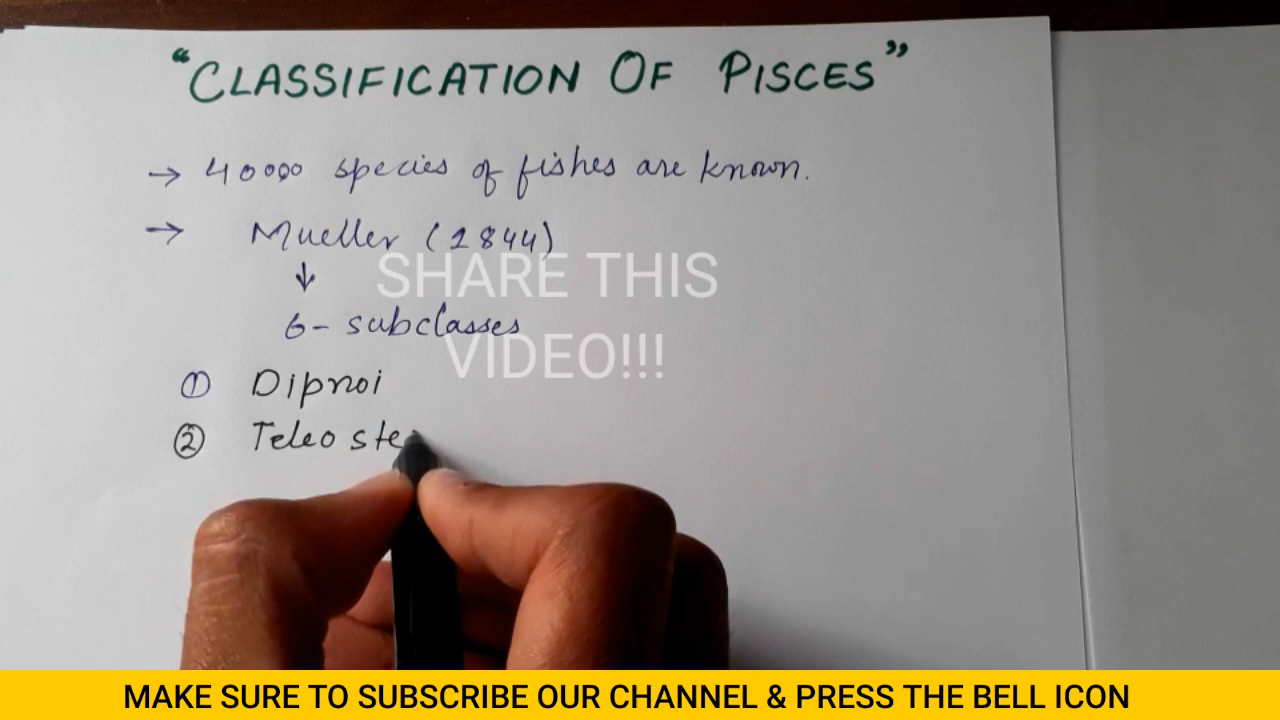 “CLASSIFICATION OF PISCES”
→ 40000 species of fishes are known.
→ Mueller (1844)
↓
SHARE THIS
6- subclasses
VIDEO!!!
① Dipnoi
② Teleoste
MAKE SURE TO SUBSCRIBE OUR CHANNEL & PRESS THE BELL ICON